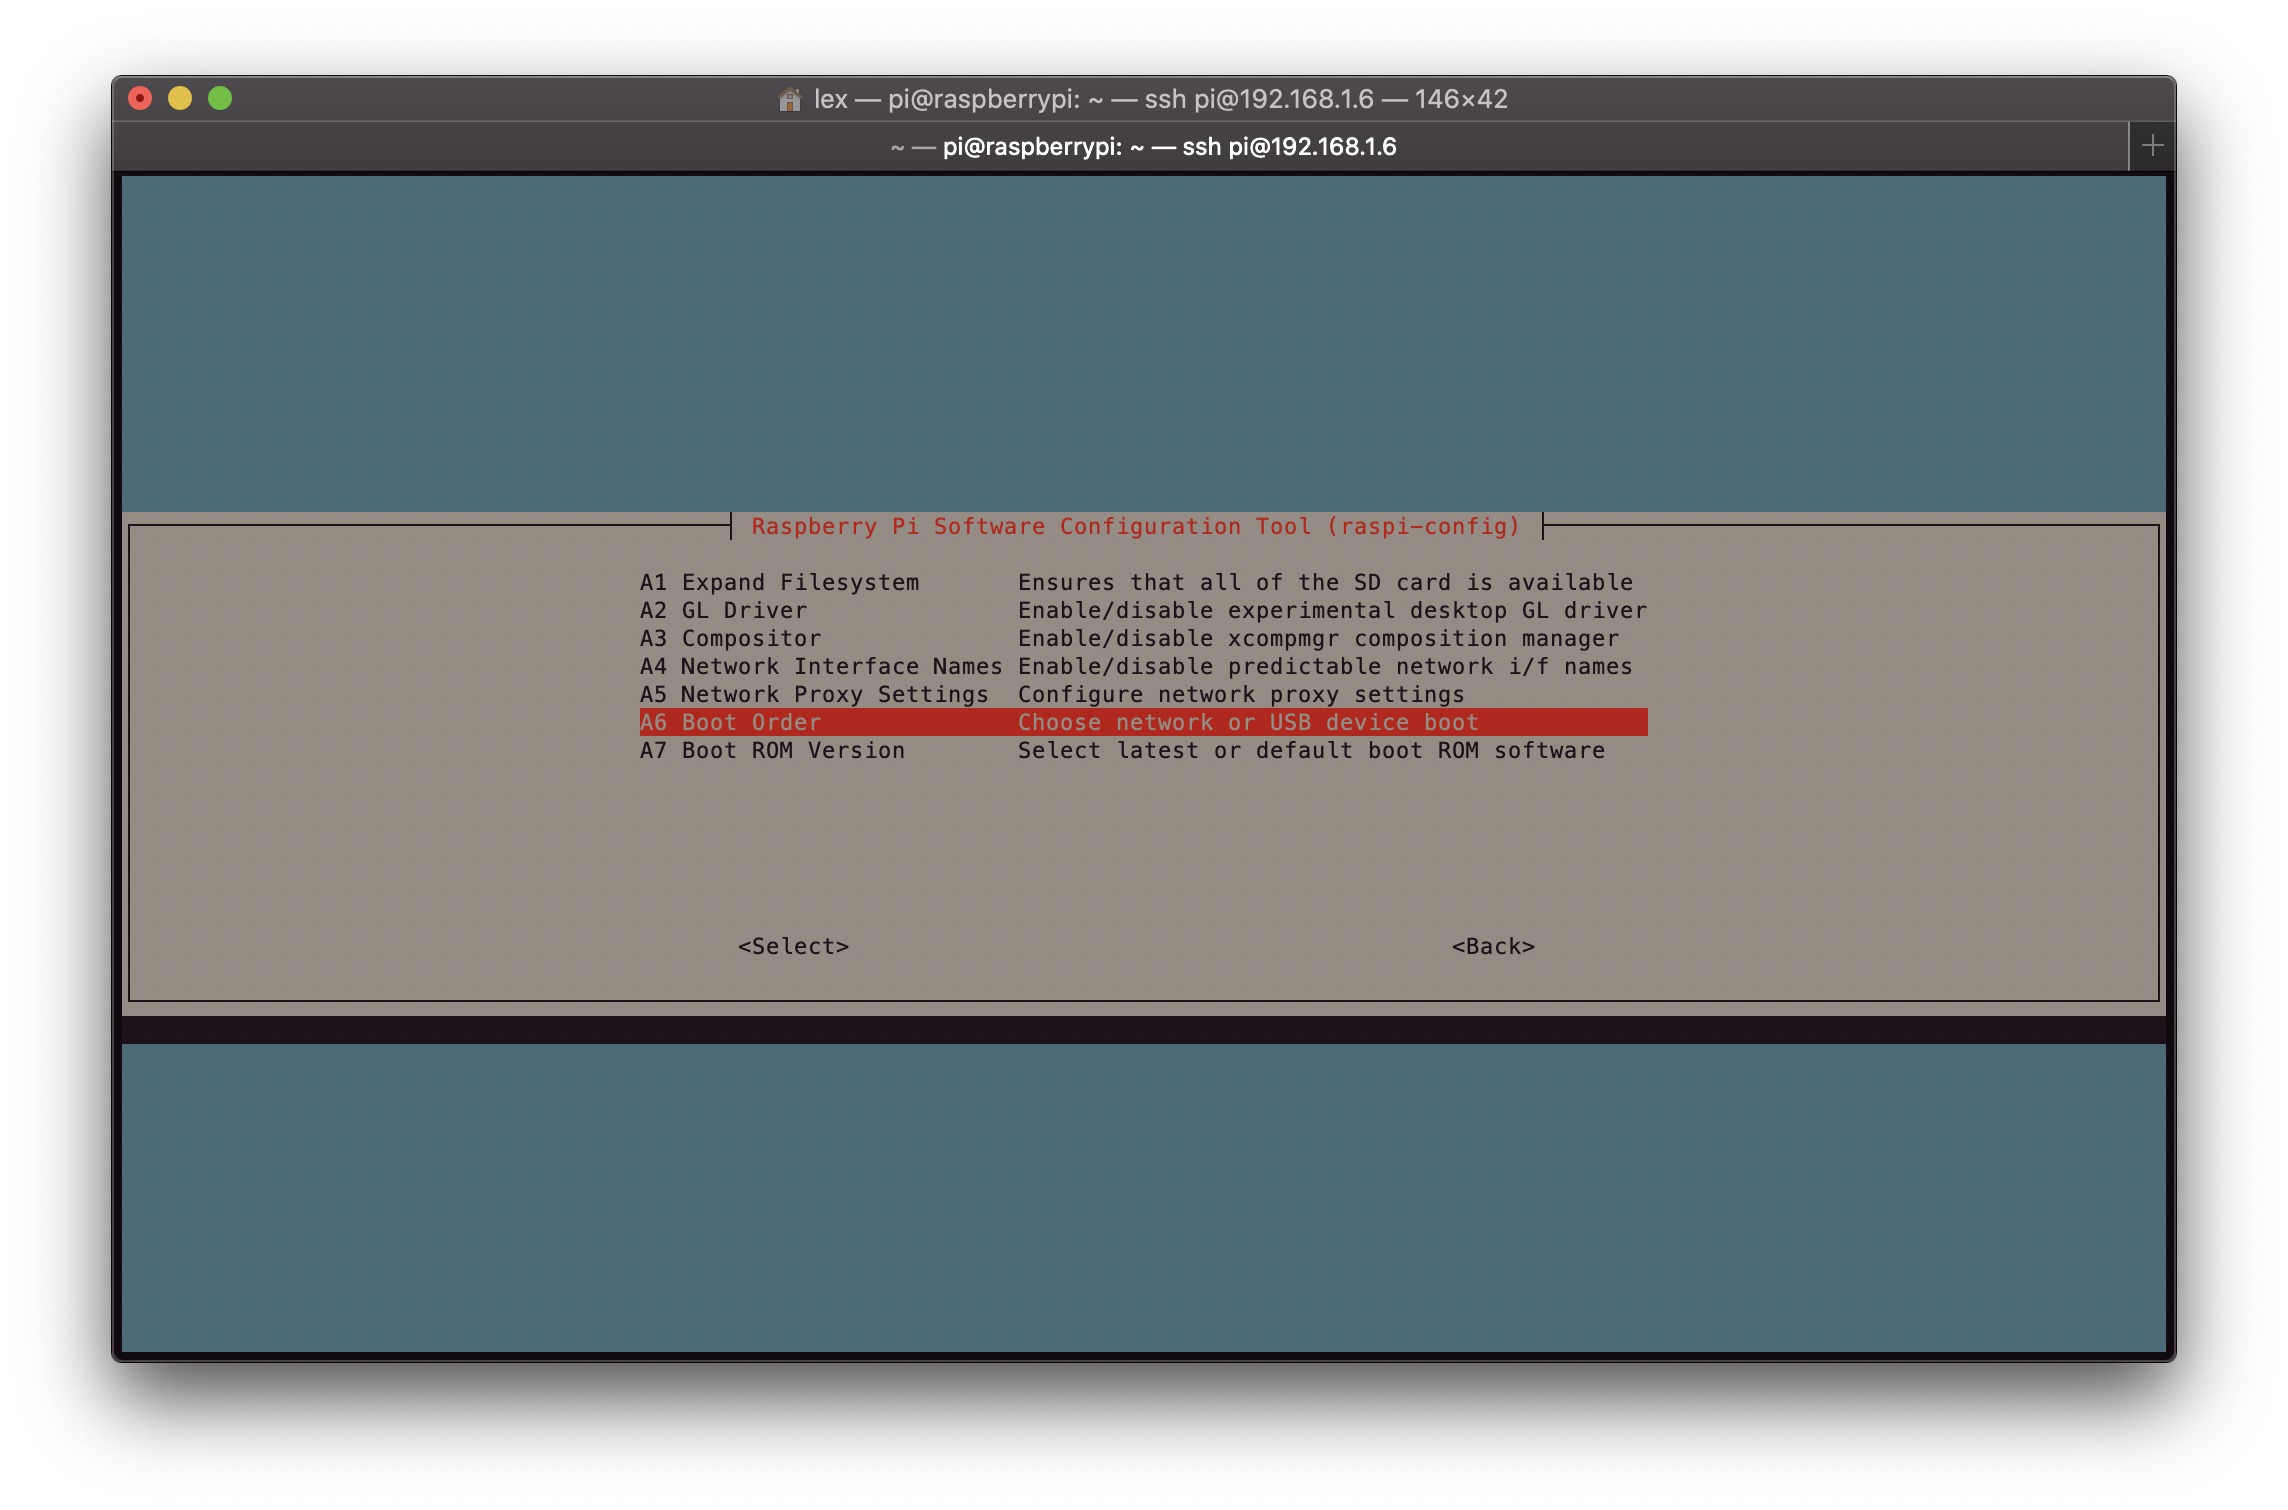 lex — pi@raspberrypi: ~ — ssh pi@192.168.1.6 — 146×42
~ — pi@raspberrypi: ~ — ssh pi@192.168.1.6
Raspberry Pi Software Configuration Tool (raspi-config)
A1 Expand Filesystem Ensures that all of the SD card is available
A2 GL Driver Enable/disable experimental desktop GL driver
A3 Compositor Enable/disable xcompmgr composition manager
A4 Network Interface Names Enable/disable predictable network i/f names
A5 Network Proxy Settings Configure network proxy settings
A6 Boot Order Choose network or USB device boot
A7 Boot ROM Version Select latest or default boot ROM software
<Select> <Back>